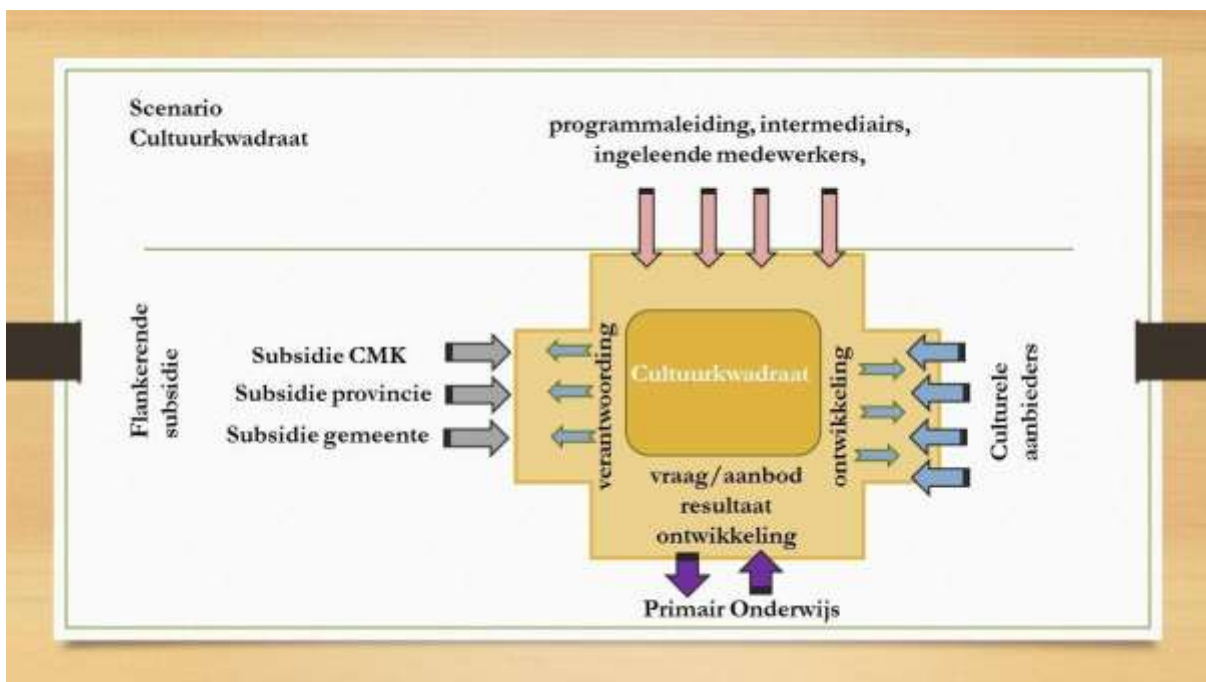 Scenario
Cultuurkwadraat
programmaleiding, intermediairs,
ingeleende medewerkers,
Flankerende
subsidie
Subsidie CMK
Subsidie provincie
Subsidie gemeente
verantwoording
Cultuurkwadraat
ontwikkeling
Culturele
aanbieders
vraag/aanbod
resultaat
ontwikkeling
Primair Onderwijs